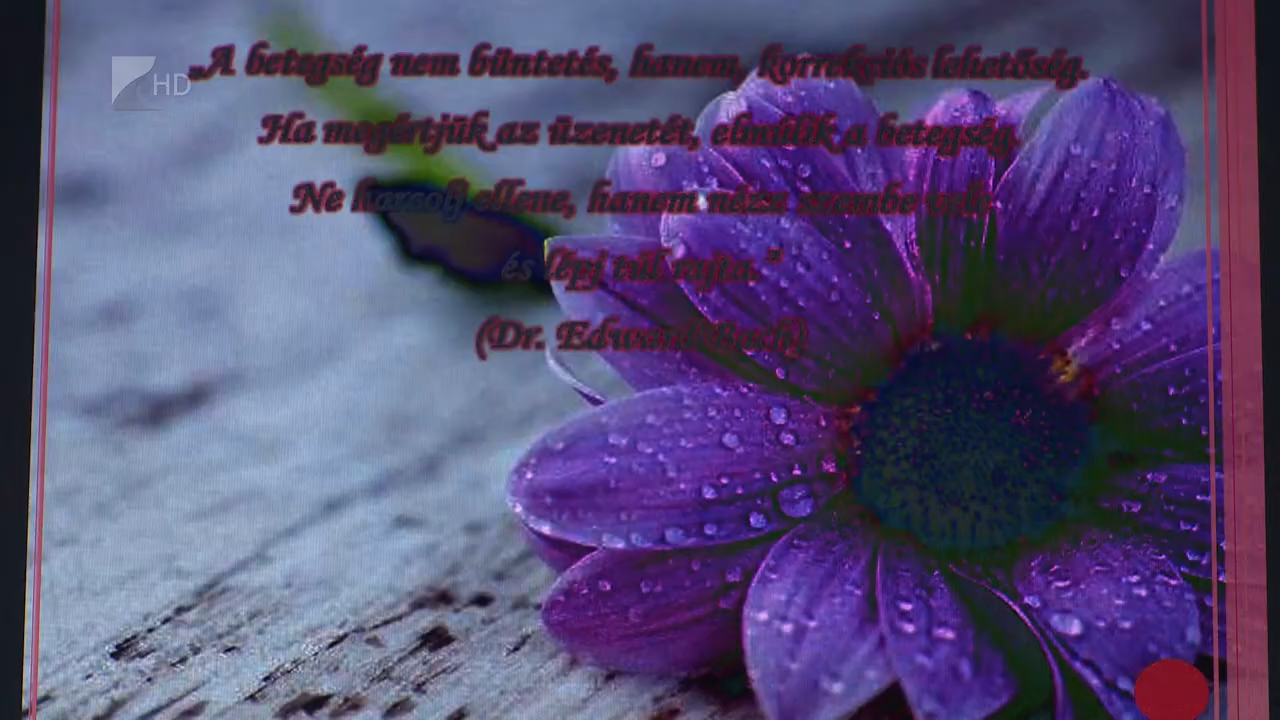 HD
„A betegség nem büntetés, hanem, korrekciós lehetőség.
Ha megértjük az üzenetét, elmúlik a betegség.
Ne harcolj ellene, hanem nézz szembe vele
és lépj túl rajta."
(Dr. Edward Bach)